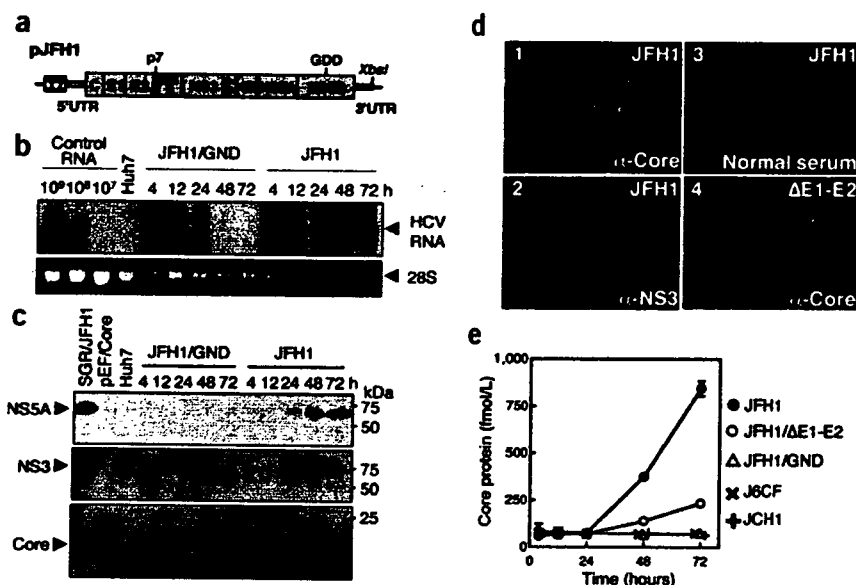 a
pJFH1
p7
GDD
XbaI
5'UTR
3'UTR
b
Control
RNA
Huh7
JFH1/GND
JFH1
10⁹ 10⁸ 10⁷
4 12 24 48 72
4 12 24 48 72 h
HCV
RNA
28S
c
SGR/JFH1
pEF/Core
Huh7
JFH1/GND
JFH1
4 12 24 48 72
4 12 24 48 72 h
kDa
NS5A
75
50
NS3
75
50
25
Core
d
1
JFH1
α-Core
3
JFH1
Normal serum
2
JFH1
α-NS3
4
ΔE1-E2
α-Core
e
1,000
750
500
250
0
Core protein (fmol/L)
0 24 48 72
Time (hours)
JFH1
JFH1/ΔE1-E2
JFH1/GND
J6CF
JCH1